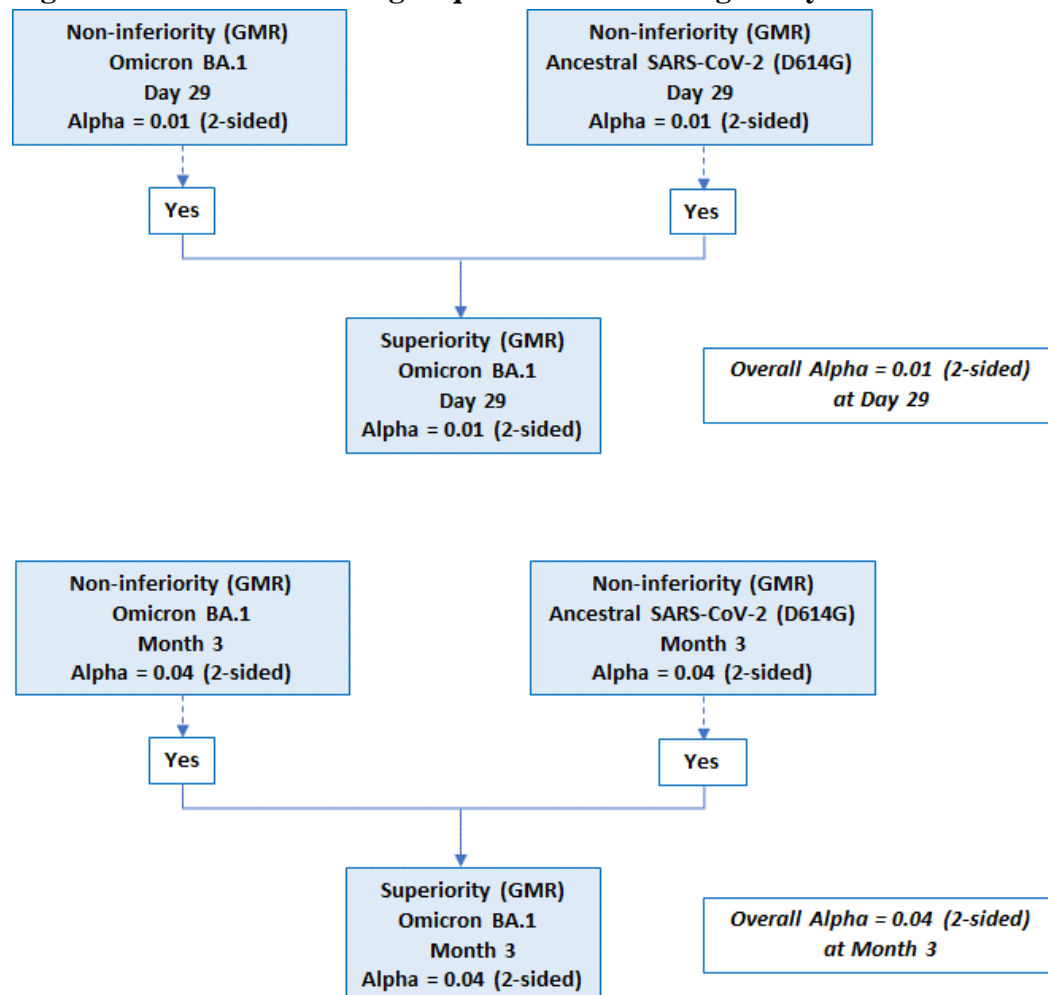 Non-inferiority (GMR)
Omicron BA.1
Day 29
Alpha = 0.01 (2-sided)
Non-inferiority (GMR)
Ancestral SARS-CoV-2 (D614G)
Day 29
Alpha = 0.01 (2-sided)
Yes
Yes
Superiority (GMR)
Omicron BA.1
Day 29
Alpha = 0.01 (2-sided)
Overall Alpha = 0.01 (2-sided)
at Day 29
Non-inferiority (GMR)
Omicron BA.1
Month 3
Alpha = 0.04 (2-sided)
Non-inferiority (GMR)
Ancestral SARS-CoV-2 (D614G)
Month 3
Alpha = 0.04 (2-sided)
Yes
Yes
Superiority (GMR)
Omicron BA.1
Month 3
Alpha = 0.04 (2-sided)
Overall Alpha = 0.04 (2-sided)
at Month 3